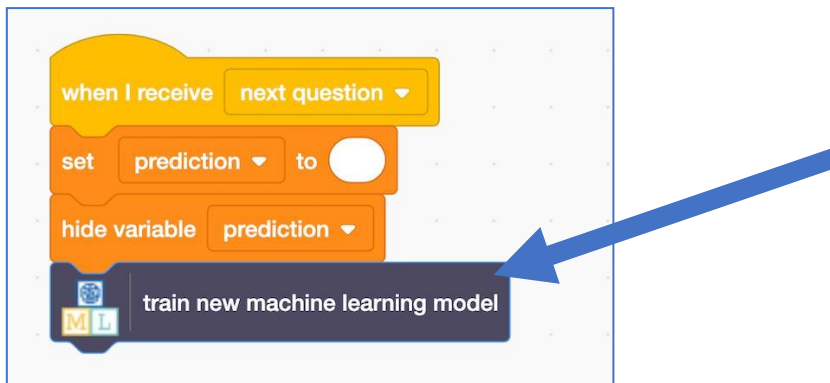 when I receive next question
set prediction to
hide variable prediction
ML train new machine learning model